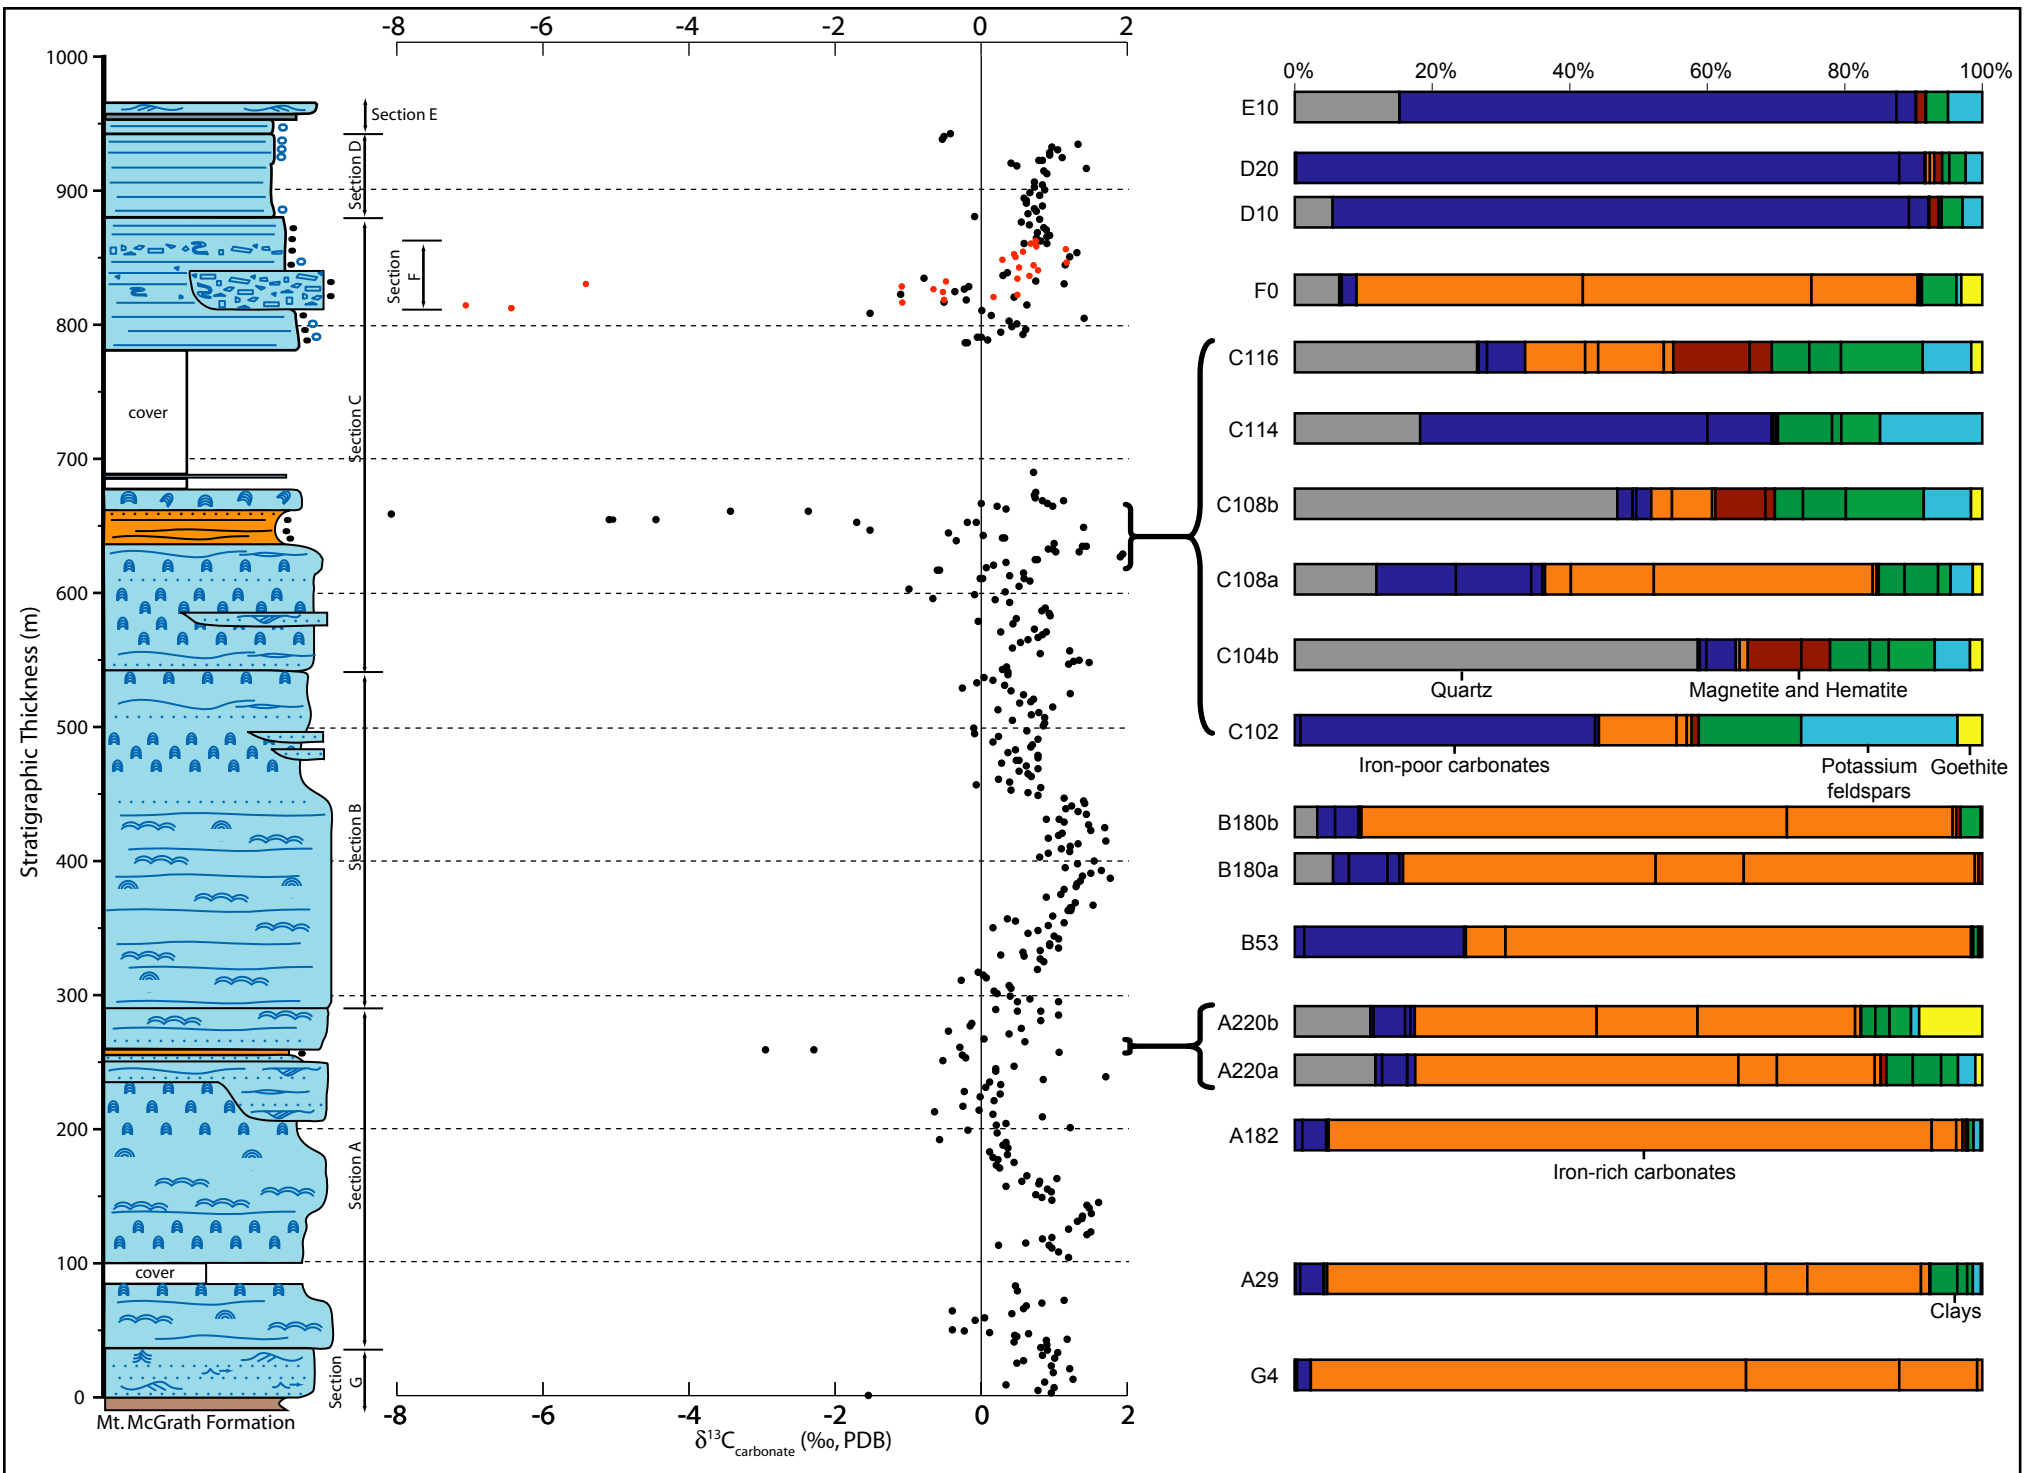 -8 -6 -4 -2 0 2
0% 20% 40% 60% 80% 100%
1000
900
800
700
600
500
400
300
200
100
0
Stratigraphic Thickness (m)
cover
cover
Mt. McGrath Formation
Section E
Section D
Section F
Section C
Section B
Section A
Section G
-8 -6 -4 -2 0 2
δ13Ccarbonate (‰, PDB)
E10
D20
D10
F0
C116
C114
C108b
C108a
C104b
Quartz Magnetite and Hematite
C102
Iron-poor carbonates Potassium Goethite
feldspars
B180b
B180a
B53
A220b
A220a
A182
Iron-rich carbonates
A29
Clays
G4